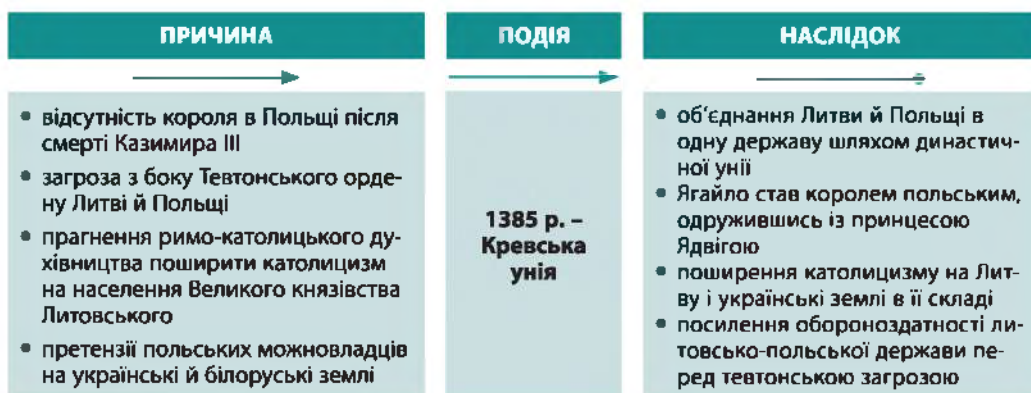 ПРИЧИНА
• відсутність короля в Польщі після
смерті Казимира III
• загроза з боку Тевтонського орде-
ну Литві й Польщі
• прагнення римо-католицького ду-
хівництва поширити католицизм
на населення Великого князівства
Литовського
• претензії польських можновладців
на українські й білоруські землі
ПОДІЯ
1385 р. –
Кревська
унія
НАСЛІДОК
• об‘єднання Литви й Польщі в
одну державу шляхом династич-
ної унії
• Ягайло став королем польським,
одружившись із принцесою
Ядвігою
• поширення католицизму на Лит-
ву і українські землі в її складі
• посилення обороноздатності ли-
товсько-польської держави пе-
ред тевтонською загрозою